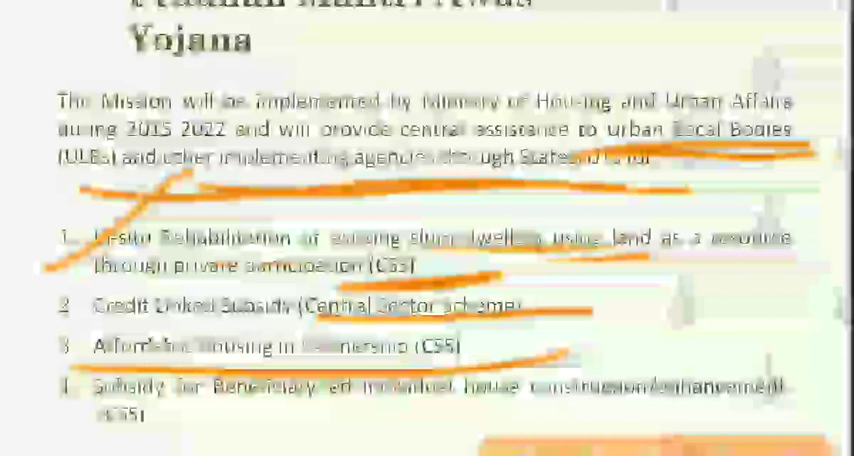 Pradhan Mantri Awas
Yojana
The Mission will be implemented by Ministry of Housing and Urban Affairs
during 2015-2022 and will provide central assistance to Urban Local Bodies
(ULBs) and other implementing agencies through States/UTs for
1. In-situ Rehabilitation of existing slum dwellers using land as a resource
through private participation (CSS)
2. Credit Linked Subsidy (Central Sector Scheme)
3. Affordable Housing in Partnership (CSS)
4. Subsidy for Beneficiary led individual house construction/enhancement
(CSS)